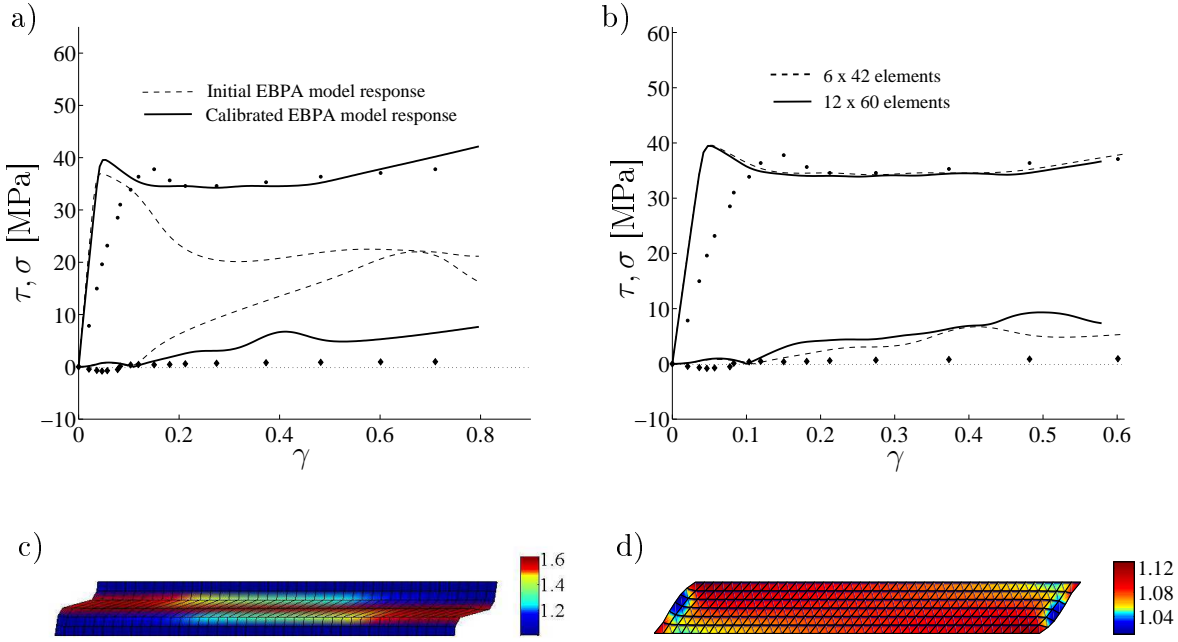 a)
60
50
40
30
20
10
0
−10
τ, σ [MPa]
Initial EBPA model response
Calibrated EBPA model response
0
0.2
0.4
0.6
0.8
γ
b)
60
50
40
30
20
10
0
−10
τ, σ [MPa]
6 x 42 elements
12 x 60 elements
0
0.1
0.2
0.3
0.4
0.5
0.6
γ
c)
1.6
1.4
1.2
d)
1.12
1.08
1.04